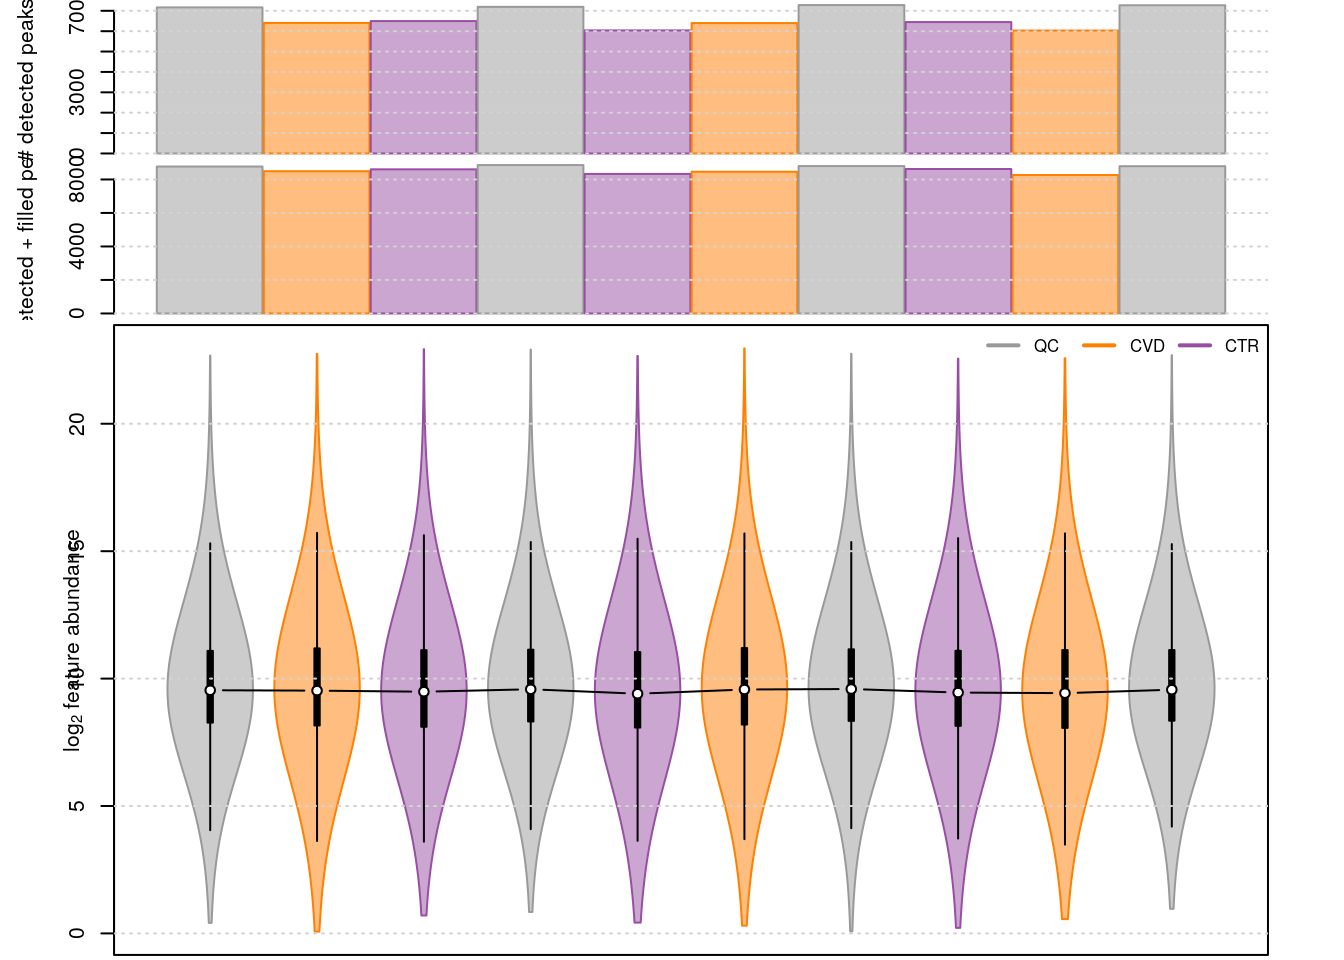 # detected peaks
700
3000
0
etected + filled pe
8000
4000
0
QC
CVD
CTR
log₂ feature abundance
20
15
10
5
0